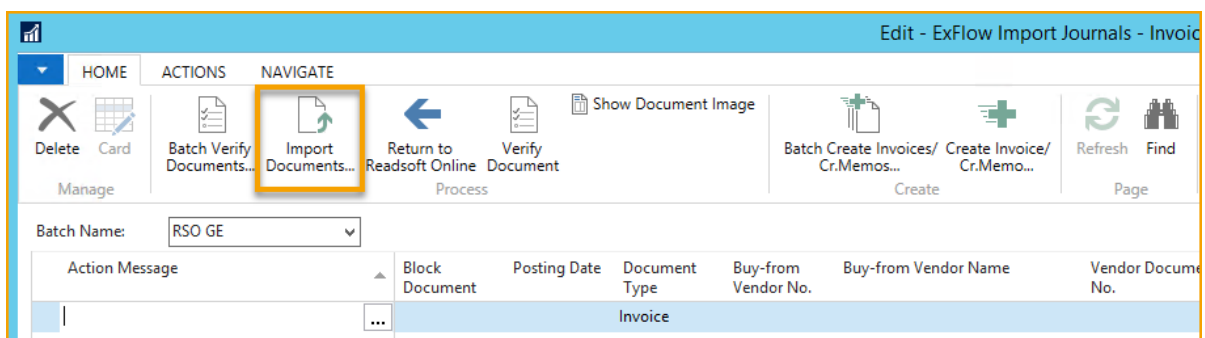 Edit - ExFlow Import Journals - Invoic
HOME ACTIONS NAVIGATE
Delete
Card
Manage
Batch Verify
Documents...
Import
Documents...
Return to
Readsoft Online
Verify
Document
Show Document Image
Process
Batch Create Invoices/
Cr.Memos...
Create Invoice/
Cr.Memo...
Create
Refresh
Find
Page
Batch Name: RSO GE
Action Message
Block
Document
Posting Date
Document
Type
Buy-from
Vendor No.
Buy-from Vendor Name
Vendor Docume
No.
...
Invoice